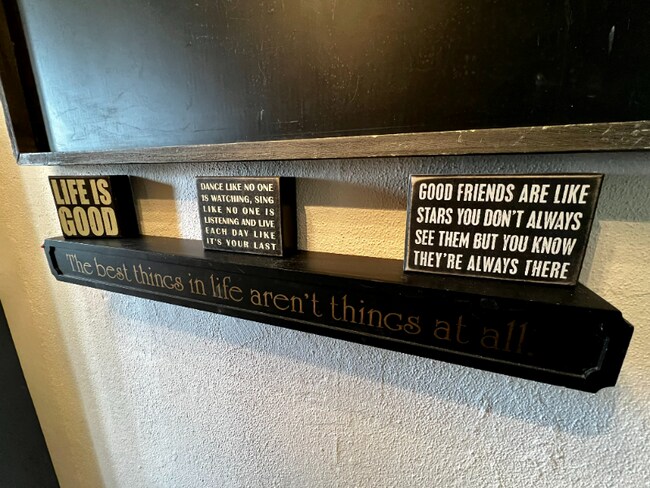 LIFE IS
GOOD
DANCE LIKE NO ONE
IS WATCHING, SING
LIKE NO ONE IS
LISTENING AND LIVE
EACH DAY LIKE
IT'S YOUR LAST
GOOD FRIENDS ARE LIKE
STARS YOU DON'T ALWAYS
SEE THEM BUT YOU KNOW
THEY'RE ALWAYS THERE
The best things in life aren't things at all